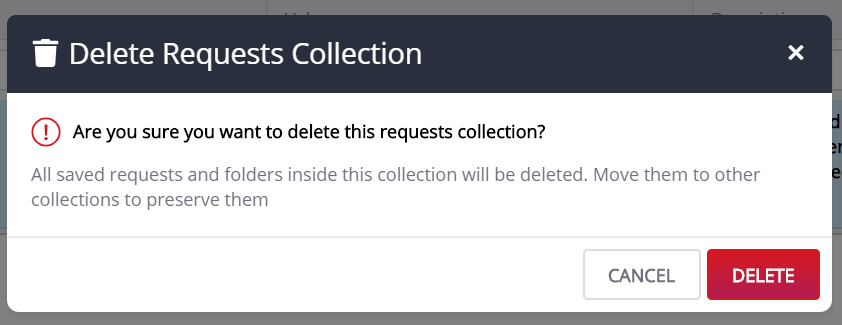 Delete Requests Collection
Are you sure you want to delete this requests collection?
All saved requests and folders inside this collection will be deleted. Move them to other
collections to preserve them
CANCEL
DELETE